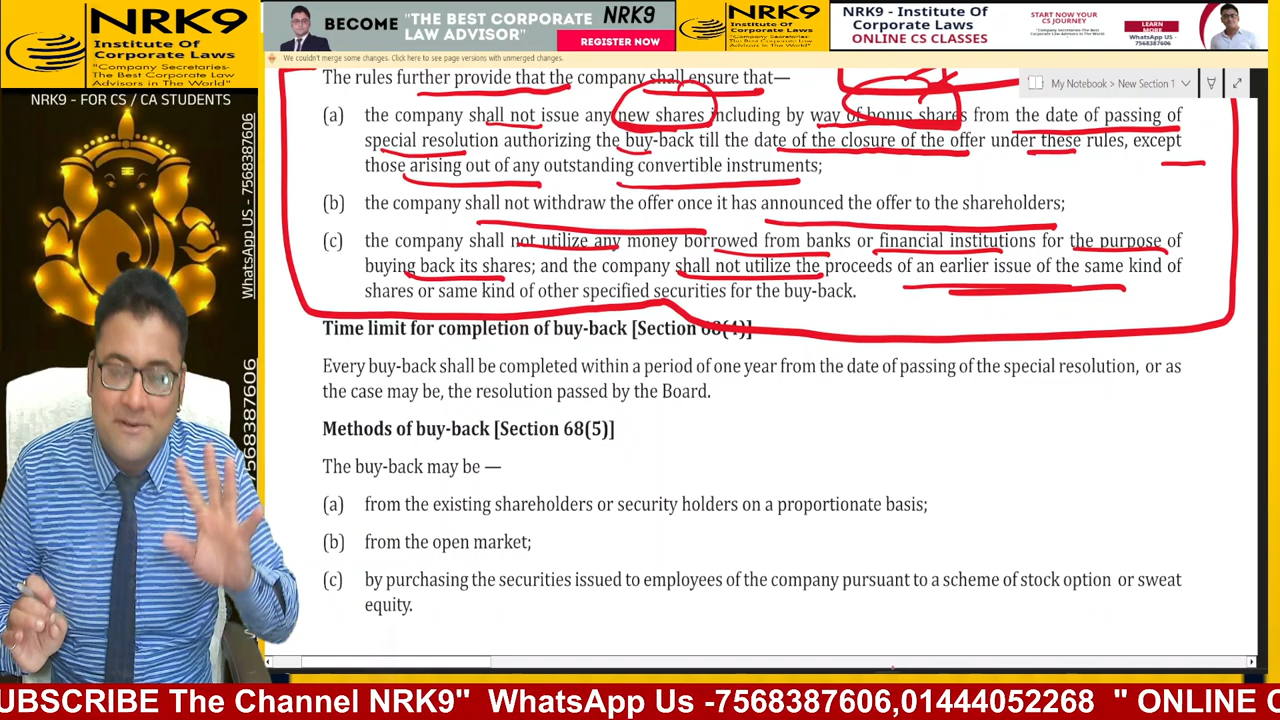 NRK9
Institute Of
Corporate Laws
"Company Secretaries-
The Best Corporate Law
Advisors In The World"
NRK9 - FOR CS / CA STUDENTS
WhatsApp US - 7568387606
BECOME "THE BEST CORPORATE
LAW ADVISOR"
NRK9
REGISTER NOW
NRK9
Institute Of
Corporate Laws
NRK9 - Institute Of
Corporate Laws
ONLINE CS CLASSES
START NOW YOUR
CS JOURNEY
LEARN
MORE
WhatsApp US -
7568387606
We couldn't merge some changes. Click here to see page versions with unmerged changes.
My Notebook > New Section 1
The rules further provide that the company shall ensure that—
(a) the company shall not issue any new shares including by way of bonus shares from the date of passing of
special resolution authorizing the buy-back till the date of the closure of the offer under these rules, except
those arising out of any outstanding convertible instruments;
(b) the company shall not withdraw the offer once it has announced the offer to the shareholders;
(c) the company shall not utilize any money borrowed from banks or financial institutions for the purpose of
buying back its shares; and the company shall not utilize the proceeds of an earlier issue of the same kind of
shares or same kind of other specified securities for the buy-back.
Time limit for completion of buy-back [Section 68(4)]
Every buy-back shall be completed within a period of one year from the date of passing of the special resolution, or as
the case may be, the resolution passed by the Board.
Methods of buy-back [Section 68(5)]
The buy-back may be —
(a) from the existing shareholders or security holders on a proportionate basis;
(b) from the open market;
(c) by purchasing the securities issued to employees of the company pursuant to a scheme of stock option or sweat
equity.
UBSCRIBE The Channel NRK9" WhatsApp Us -7568387606,01444052268 " ONLINE C